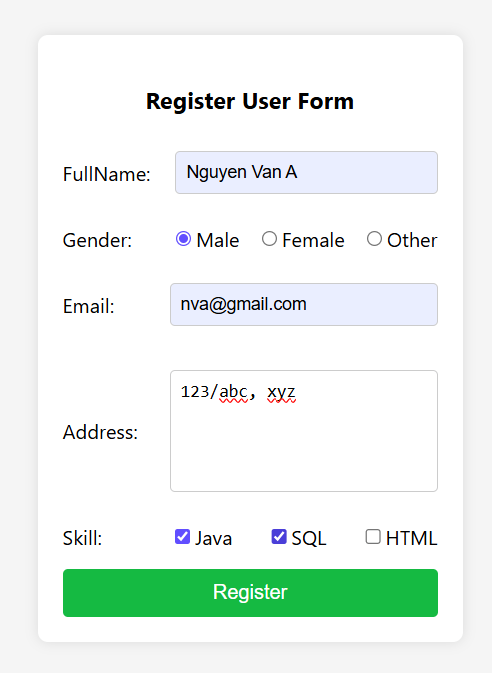 Register User Form
FullName: Nguyen Van A
Gender: Male Female Other
Email: nva@gmail.com
Address: 123/abc, xyz
Skill: Java SQL HTML
Register